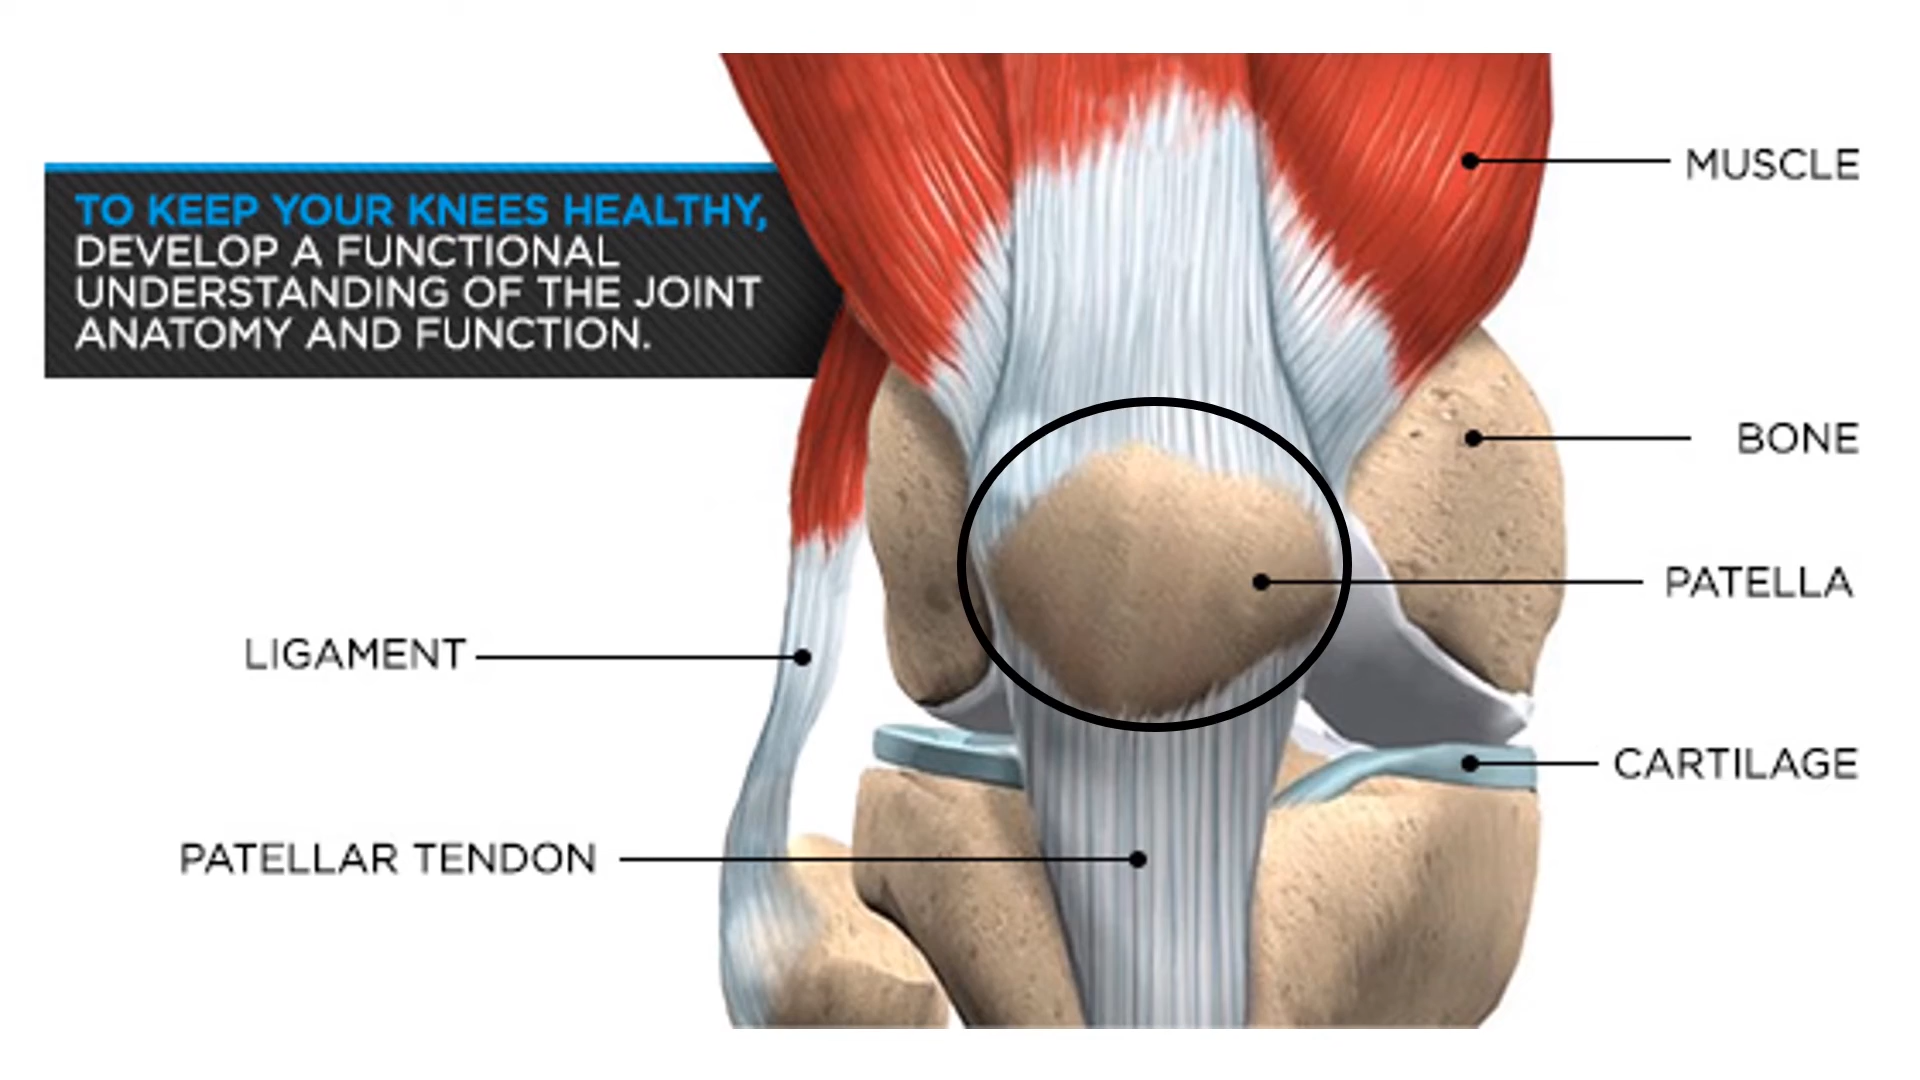 TO KEEP YOUR KNEES HEALTHY,
DEVELOP A FUNCTIONAL
UNDERSTANDING OF THE JOINT
ANATOMY AND FUNCTION.
MUSCLE
BONE
PATELLA
LIGAMENT
CARTILAGE
PATELLAR TENDON